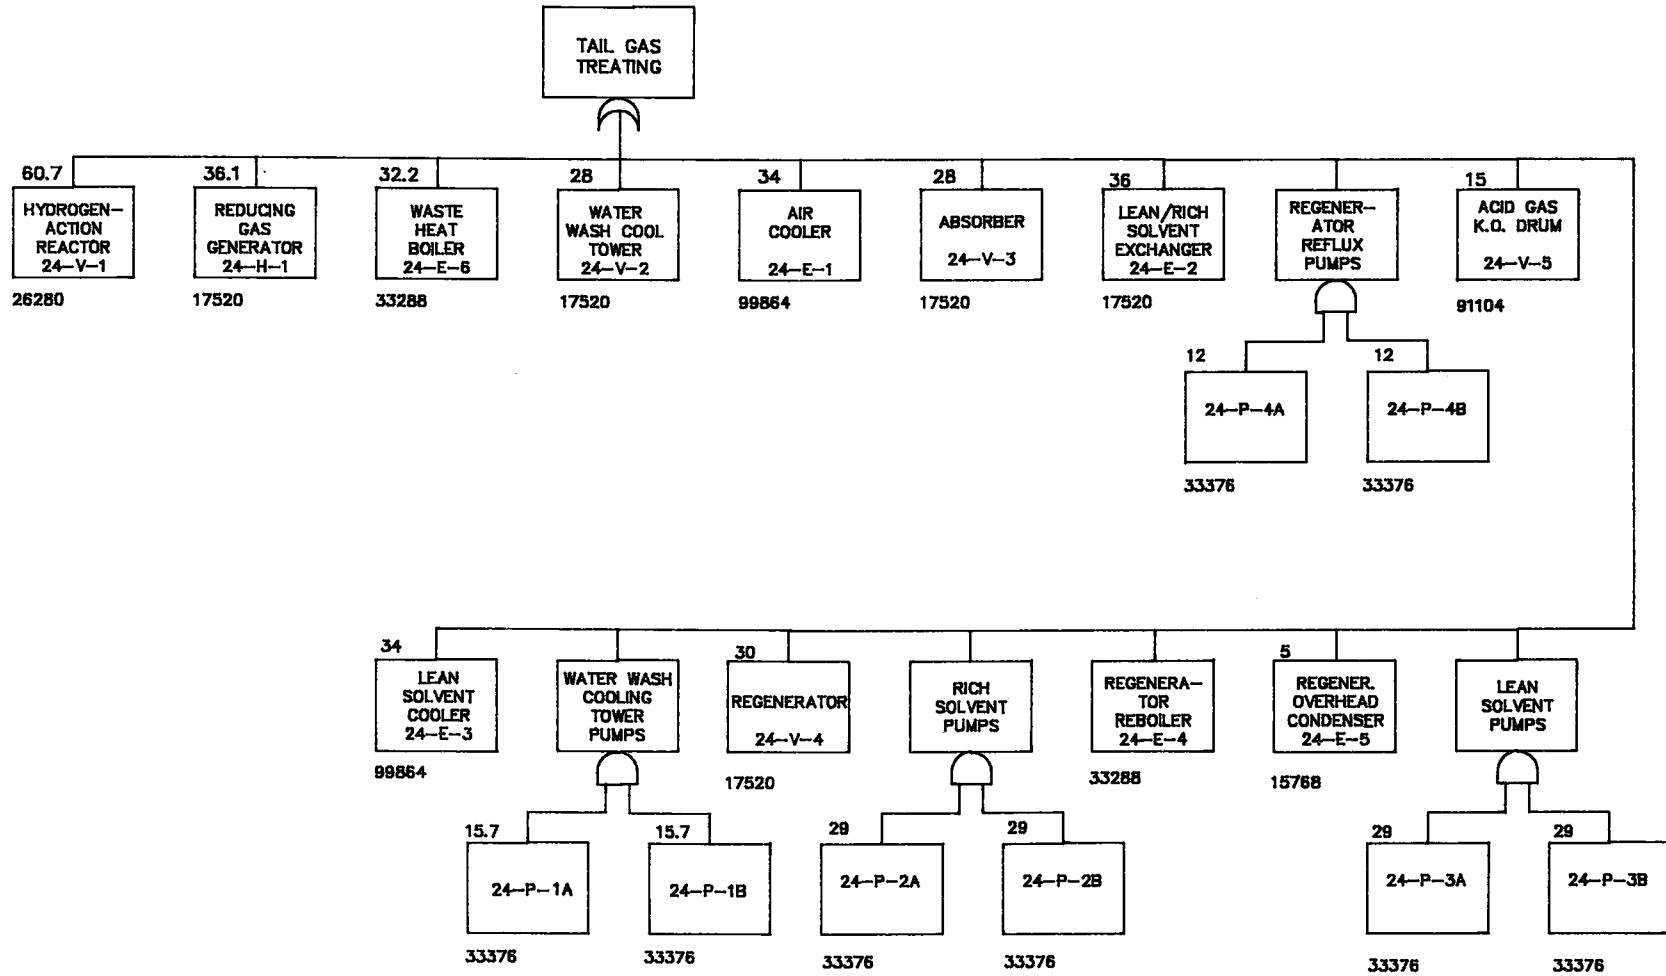 TAIL GAS
TREATING
60.7
HYDROGEN-
ACTION
REACTOR
24-V-1
26280
36.1
REDUCING
GAS
GENERATOR
24-H-1
17520
32.2
WASTE
HEAT
BOILER
24-E-6
33288
28
WATER
WASH COOL
TOWER
24-V-2
17520
34
AIR
COOLER
24-E-1
99864
28
ABSORBER
24-V-3
17520
36
LEAN/RICH
SOLVENT
EXCHANGER
24-E-2
17520
REGENER-
ATOR
REFLUX
PUMPS
15
ACID GAS
K.O. DRUM
24-V-5
91104
12
24-P-4A
33376
12
24-P-4B
33376
34
LEAN
SOLVENT
COOLER
24-E-3
99864
WATER WASH
COOLING
TOWER
PUMPS
30
REGENERATOR
24-V-4
17520
RICH
SOLVENT
PUMPS
REGENERA-
TOR
REBOILER
24-E-4
33288
5
REGENER.
OVERHEAD
CONDENSER
24-E-5
15768
LEAN
SOLVENT
PUMPS
15.7
24-P-1A
33376
15.7
24-P-1B
33376
29
24-P-2A
33376
29
24-P-2B
33376
29
24-P-3A
33376
29
24-P-3B
33376